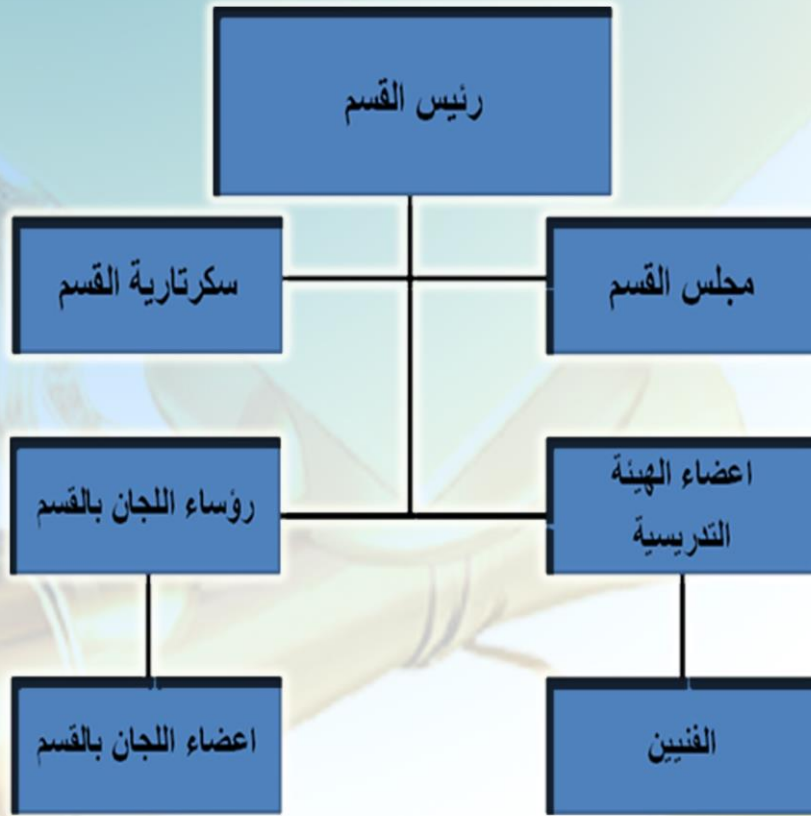 رئيس القسم
مجلس القسم
سكرتارية القسم
اعضاء الهيئة
التدريسية
رؤساء اللجان بالقسم
الفنيين
اعضاء اللجان بالقسم